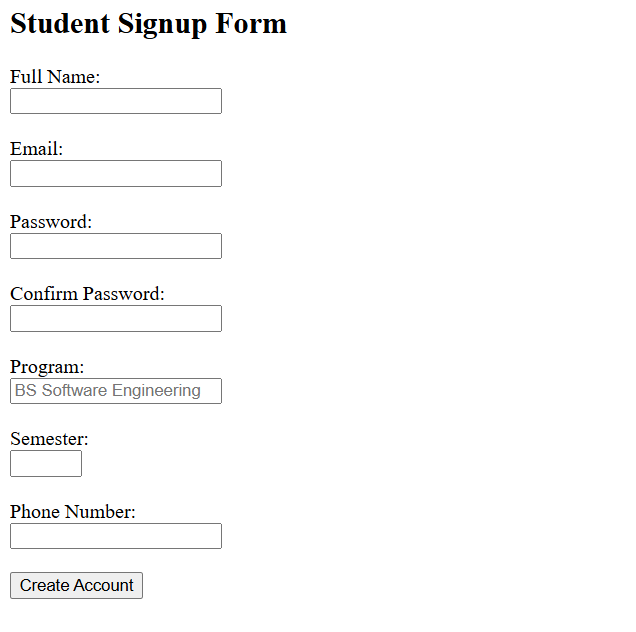 Student Signup Form
Full Name:
Email:
Password:
Confirm Password:
Program:
BS Software Engineering
Semester:
Phone Number:
Create Account